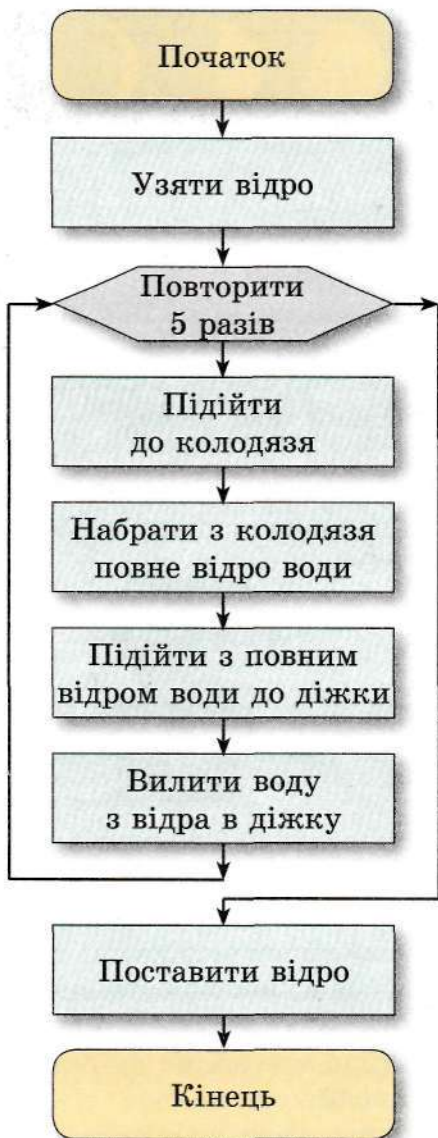 Початок
Узяти відро
Повторити
5 разів
Підійти
до колодязя
Набрати з колодязя
повне відро води
Підійти з повним
відром води до діжки
Вилити воду
з відра в діжку
Поставити відро
Кінець